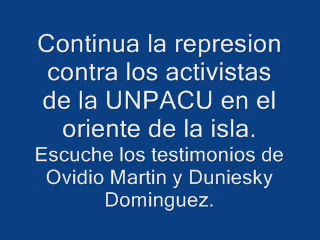 Continua la represion
contra los activistas
de la UNPACU en el
oriente de la isla.
Escuche los testimonios de
Ovidio Martin y Duniesky
Dominguez.